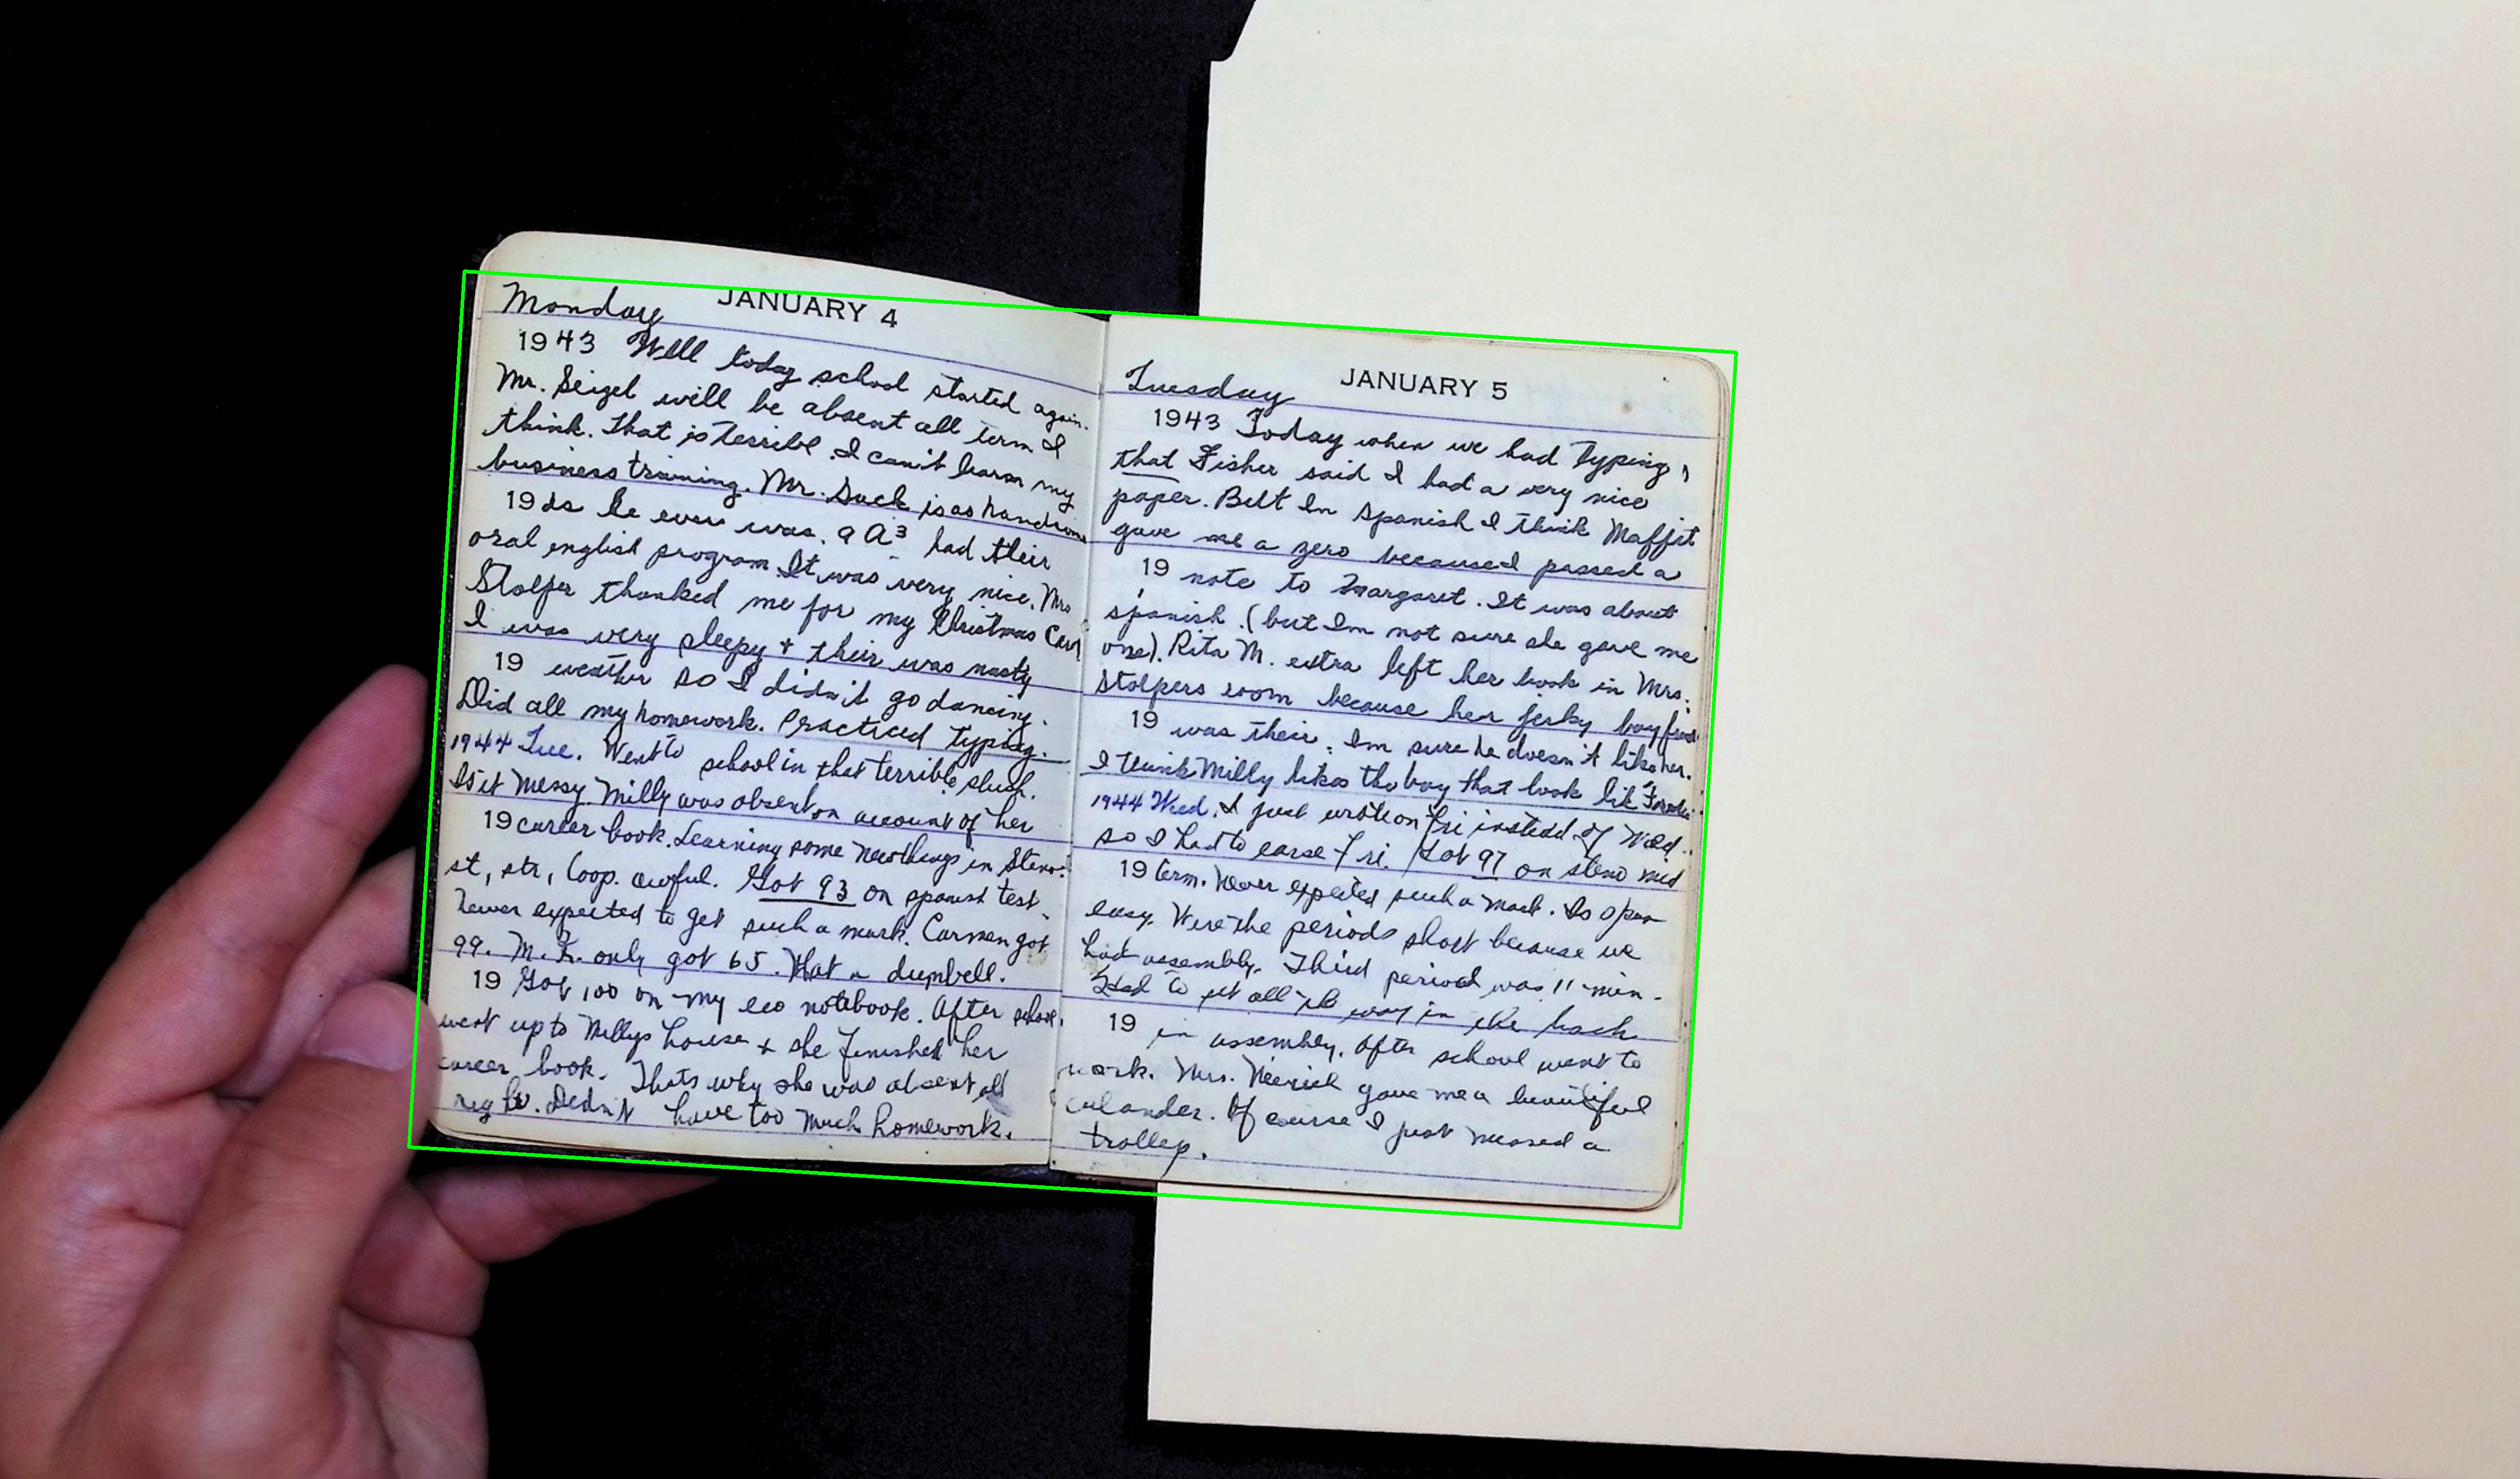 Monday JANUARY 4
1943 Well today school started again.
Mr. Seigel will be absent all term I
think. That is terrible. I can't learn my
business training. Mr. Sack is as handsome
19 as he ever was. 9 A3 had their
oral english program. It was very nice. Mrs
Stolper thanked me for my Christmas Card
I was very sleepy + their was nasty
19 weather so I didn't go dancing.
Did all my homework. Practiced typing.
1944 Tue. Went to school in that terrible slush.
Is it messy. Milly was absent on account of her
19 career book. Learning some new things in Steno.
st, str, loop. awful. Got 93 on spanish test.
Never expected to get such a mark. Carmen got
99. M. K. only got 65. What a dumbell.
19 Got 100 on my eco notebook. After school
went up to Millys house + she finished her
career book. Thats why she was absent all
right. Didn't have too much homework.
Tuesday JANUARY 5
1943 Today when we had typing,
that Fisher said I had a very nice
paper. But In Spanish I think Maffit
gave me a zero because I passed a
19 note to Margaret. It was about
spanish. (but Im not sure she gave me
one). Rita M. extra left her book in Mrs.
Stolpers room because her jerky boyfriend
19 was their. Im sure he doesn't like her.
I think Milly likes the boy that look like
1944 Wed. I just wrote on Fri instead of Wed.
so I had to earse Fri. Got 97 on steno mid
19 term. Never expected such a mark. Is
easy. Were the periods short because we
had assembly. Third period was 11 min.
Had to sit all the way in the back
19 in assembly. After school went to
work. Mrs. gave me a beautiful
calander. Of course I just missed a
trolley.